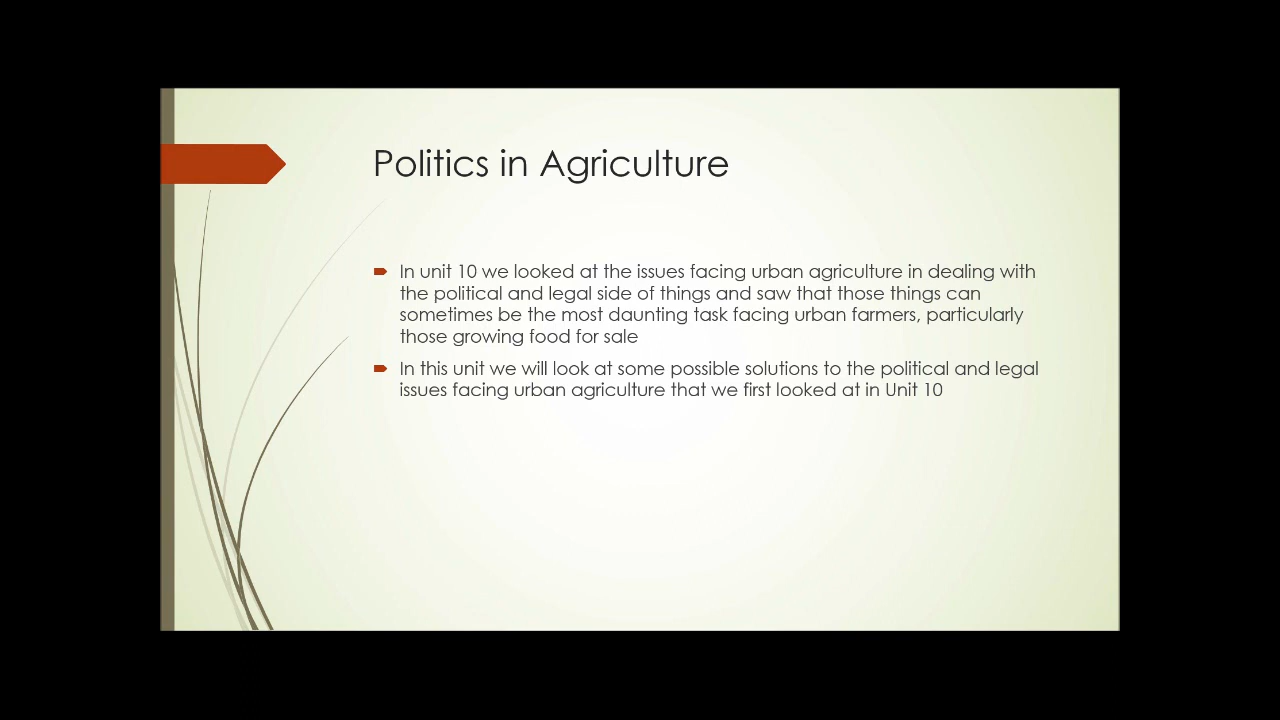 Politics in Agriculture
In unit 10 we looked at the issues facing urban agriculture in dealing with
the political and legal side of things and saw that those things can
sometimes be the most daunting task facing urban farmers, particularly
those growing food for sale
In this unit we will look at some possible solutions to the political and legal
issues facing urban agriculture that we first looked at in Unit 10